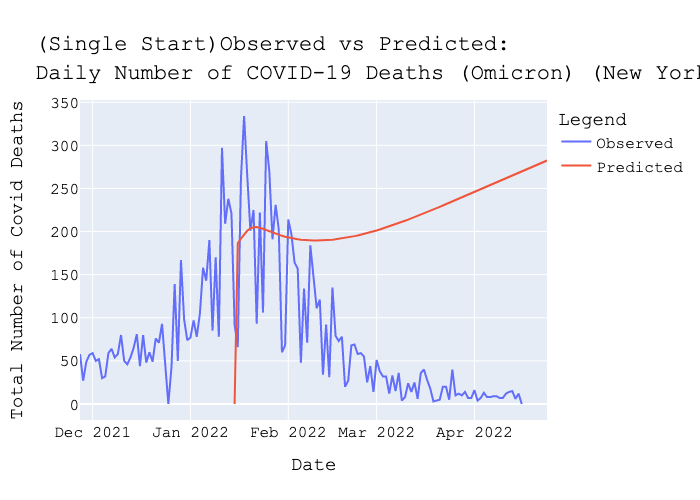 (Single Start)Observed vs Predicted:
Daily Number of COVID-19 Deaths (Omicron) (New York
Legend
Observed
Predicted
Total Number of Covid Deaths
350
300
250
200
150
100
50
0
Dec 2021 Jan 2022 Feb 2022 Mar 2022 Apr 2022
Date